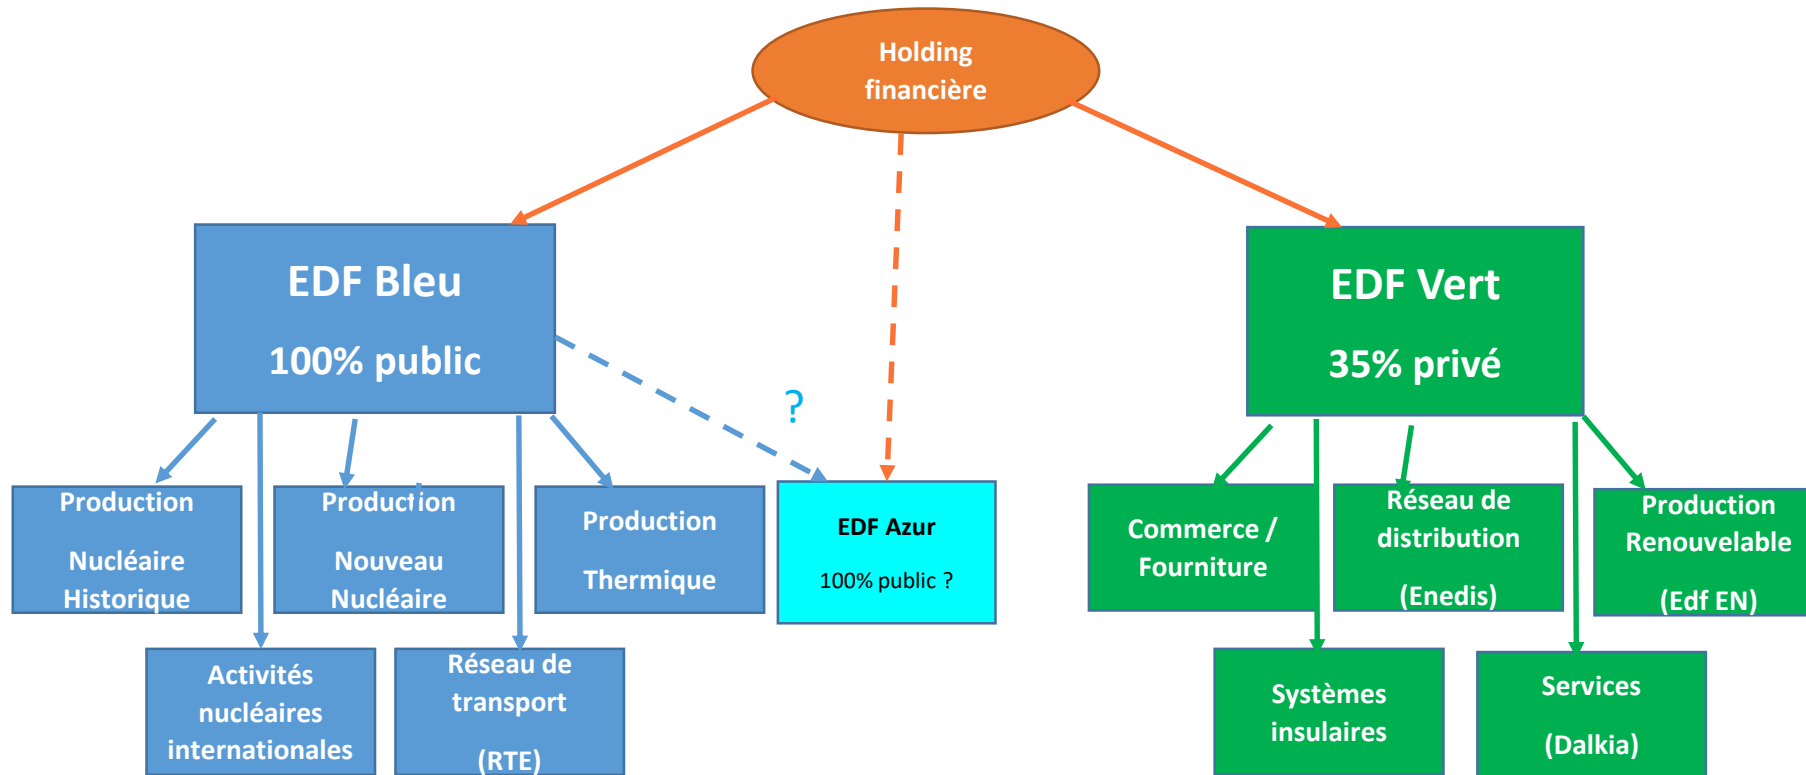 Holding
financière
EDF Bleu
100% public
EDF Vert
35% privé
?
Production
Nucléaire
Historique
Production
Nouveau
Nucléaire
Production
Thermique
EDF Azur
100% public ?
Commerce /
Fourniture
Réseau de
distribution
(Enedis)
Production
Renouvelable
(Edf EN)
Activités
nucléaires
internationales
Réseau de
transport
(RTE)
Systèmes
insulaires
Services
(Dalkia)